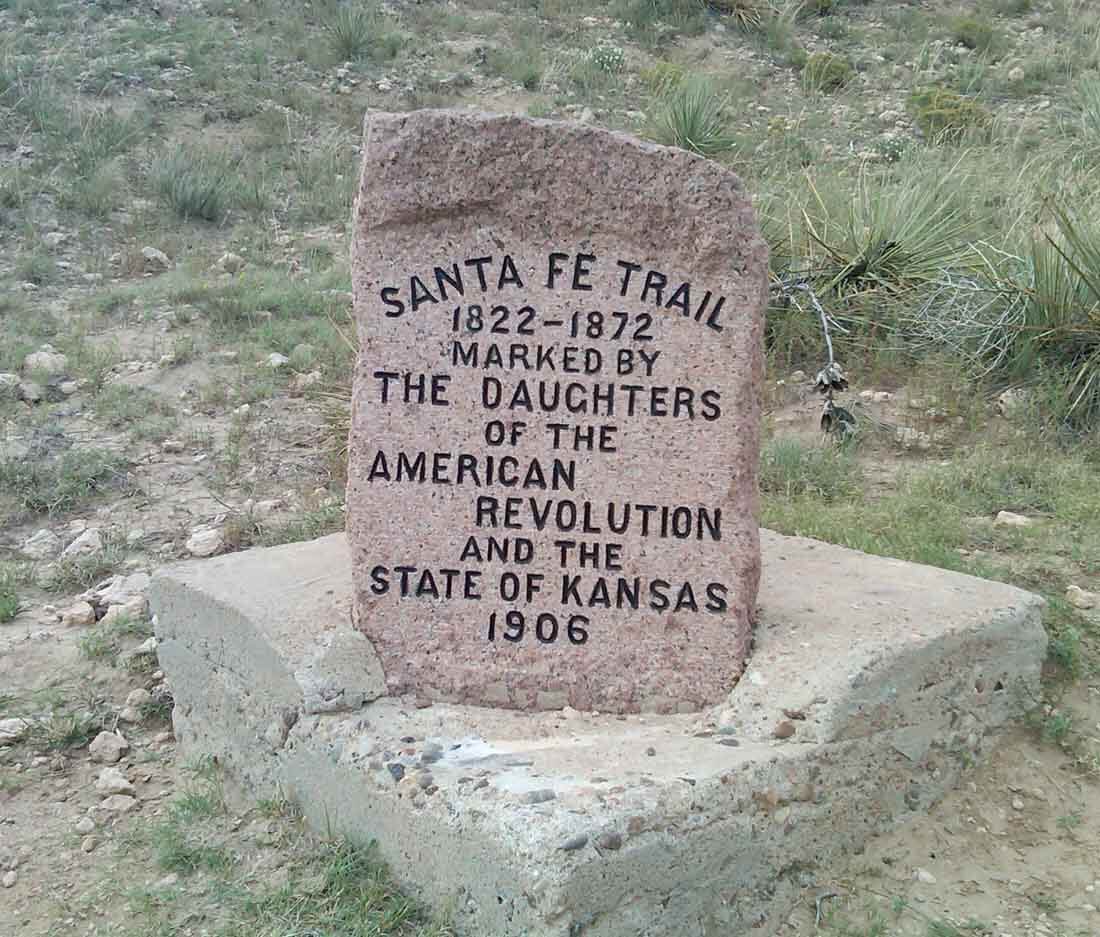 SANTA FE TRAIL
1822-1872
MARKED BY
THE DAUGHTERS
OF THE
AMERICAN
REVOLUTION
AND THE
STATE OF KANSAS
1906